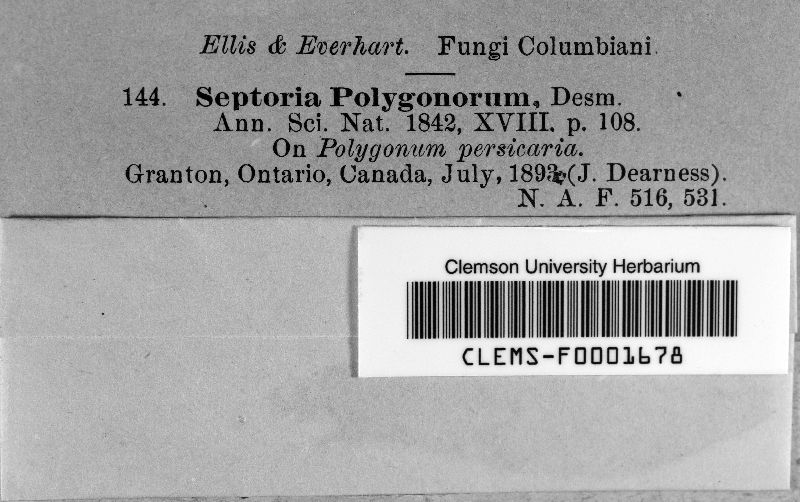 Ellis & Everhart. Fungi Columbiani.
144. Septoria Polygonorum, Desm.
Ann. Sci. Nat. 1842, XVIII. p. 108.
On Polygonum persicaria.
Granton, Ontario, Canada, July, (J. Dearness).
N. A. F. 516, 531.
Clemson University Herbarium
CLEMS-F0001678